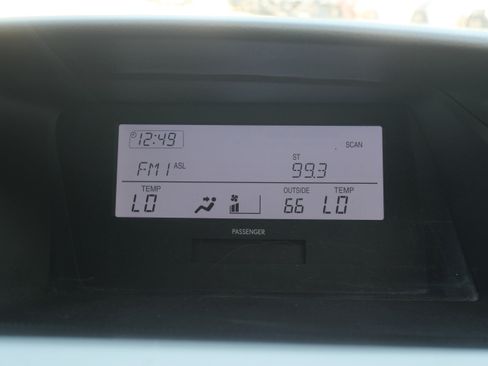 12:49
SCAN
ST
FM1 ASL 99.3
TEMP OUTSIDE TEMP
LO 66 LO
PASSENGER